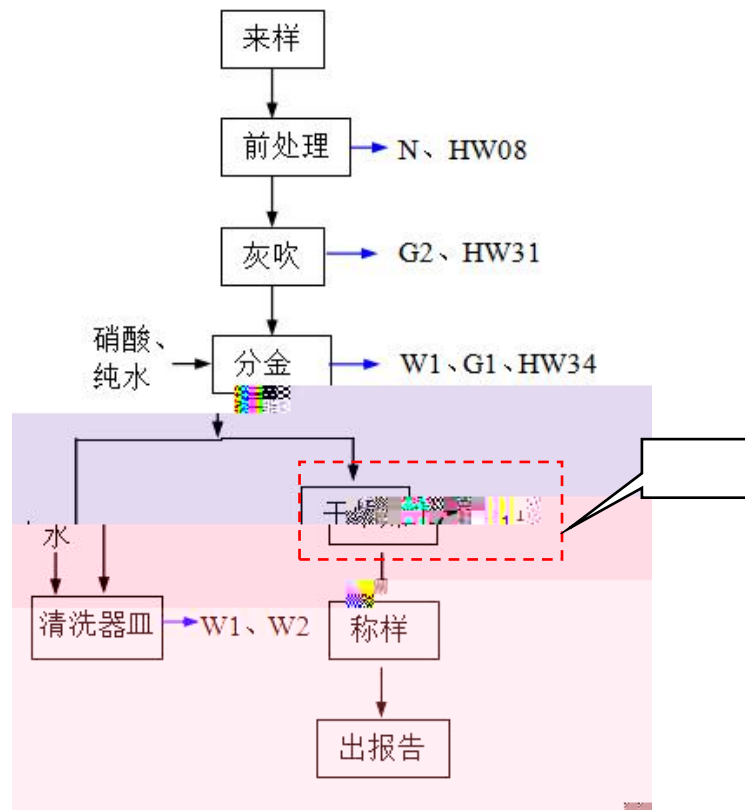 来样
前处理
N、HW08
灰吹
G2、HW31
硝酸、
纯水
分金
W1、G1、HW34
干
水
清洗器皿
W1、W2
称样
出报告